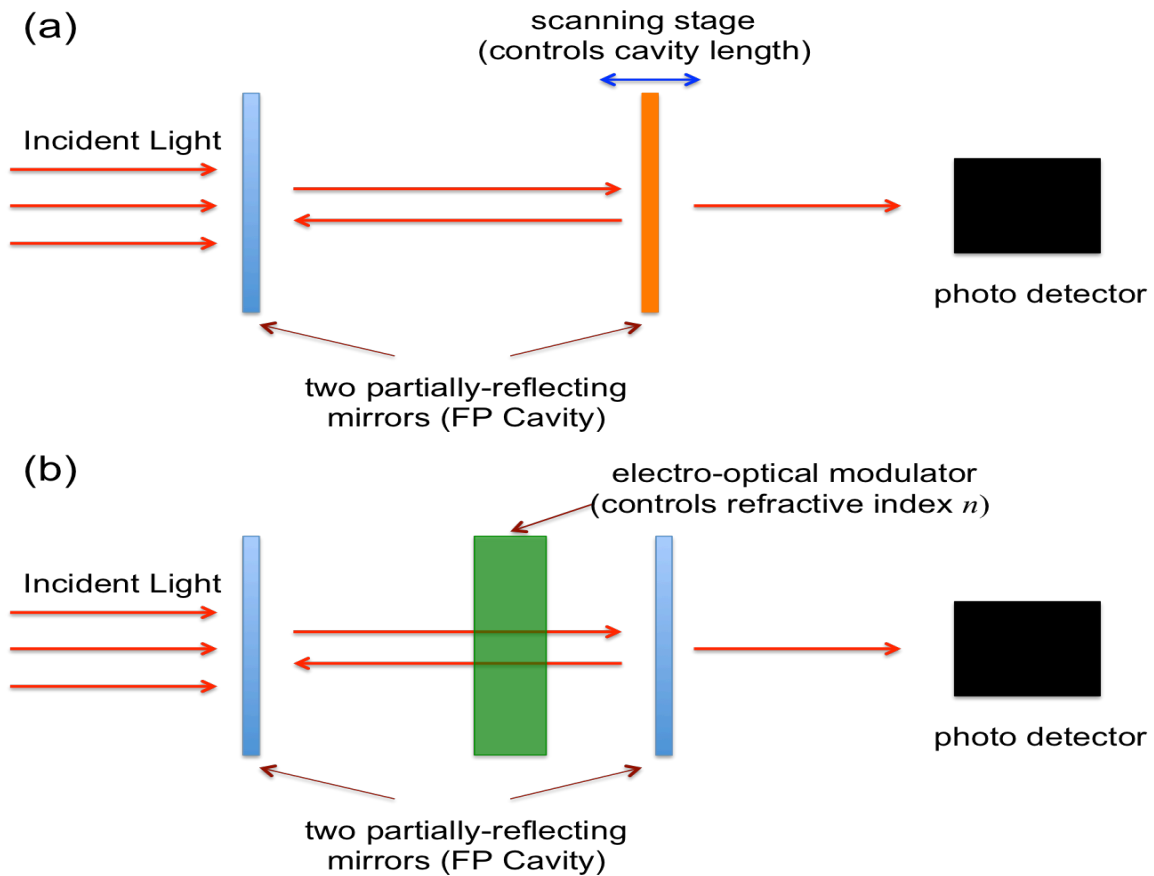 (a)
scanning stage
(controls cavity length)
Incident Light
photo detector
two partially-reflecting
mirrors (FP Cavity)
(b)
electro-optical modulator
(controls refractive index n)
Incident Light
photo detector
two partially-reflecting
mirrors (FP Cavity)